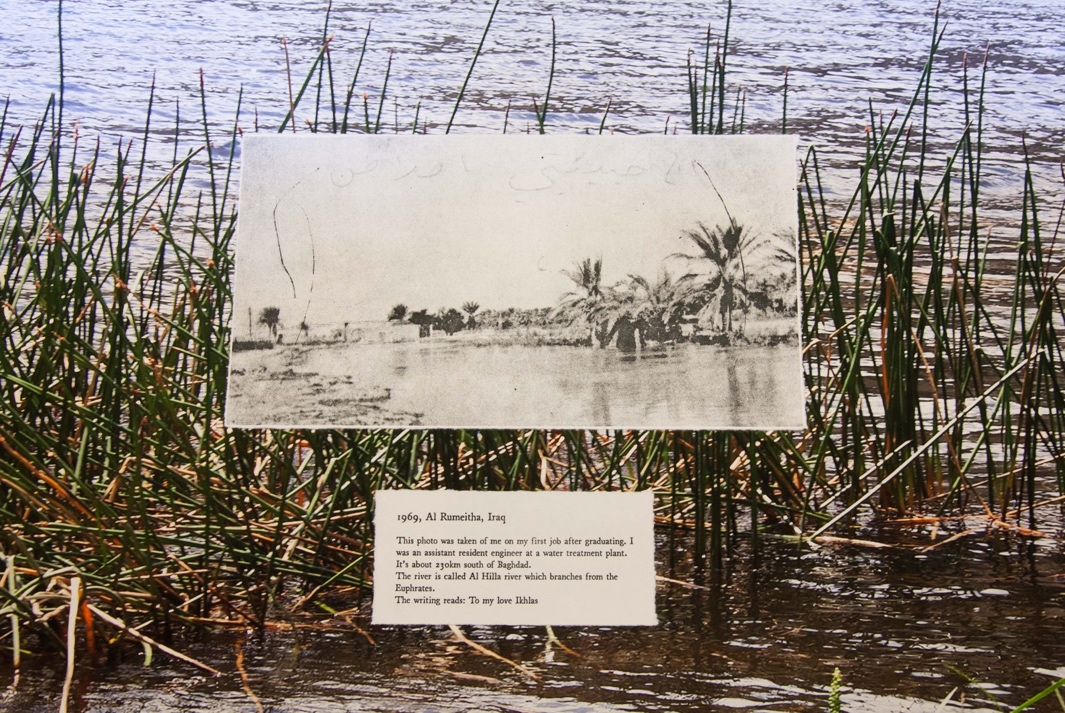 1969, Al Rumeitha, Iraq
This photo was taken of me on my first job after graduating. I
was an assistant resident engineer at a water treatment plant.
It's about 230km south of Baghdad.
The river is called Al Hilla river which branches from the
Euphrates.
The writing reads: To my love Ikhlas